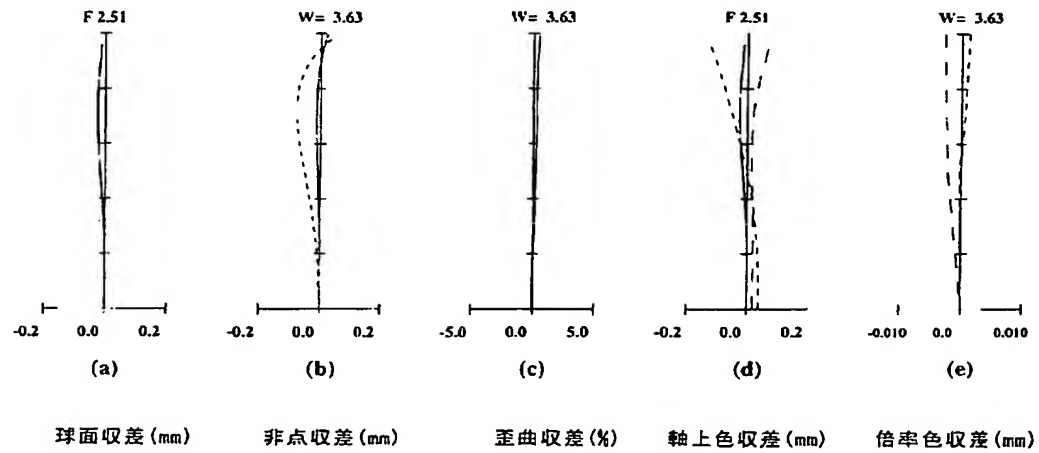 F 2.51 W= 3.63 W= 3.63 F 2.51 W= 3.63
-0.2 0.0 0.2 -0.2 0.0 0.2 -5.0 0.0 5.0 -0.2 0.0 0.2 -0.010 0.0 0.010
(a) (b) (c) (d) (e)
球面収差(mm) 非点収差(mm) 歪曲収差(%) 軸上色収差(mm) 倍率色収差(mm)